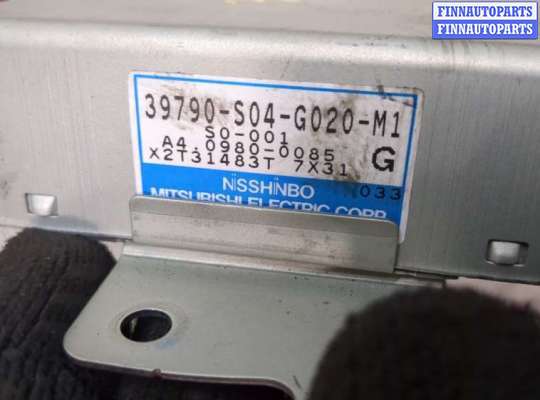 FINNAUTOPARTS
FINNAUTOPARTS
39790-S04-G020-M1
S0-001
A4.0980-0085
X2T31483T 7X31 G
NISSHINBO 033
MITSUBISHI ELECTRIC CORP